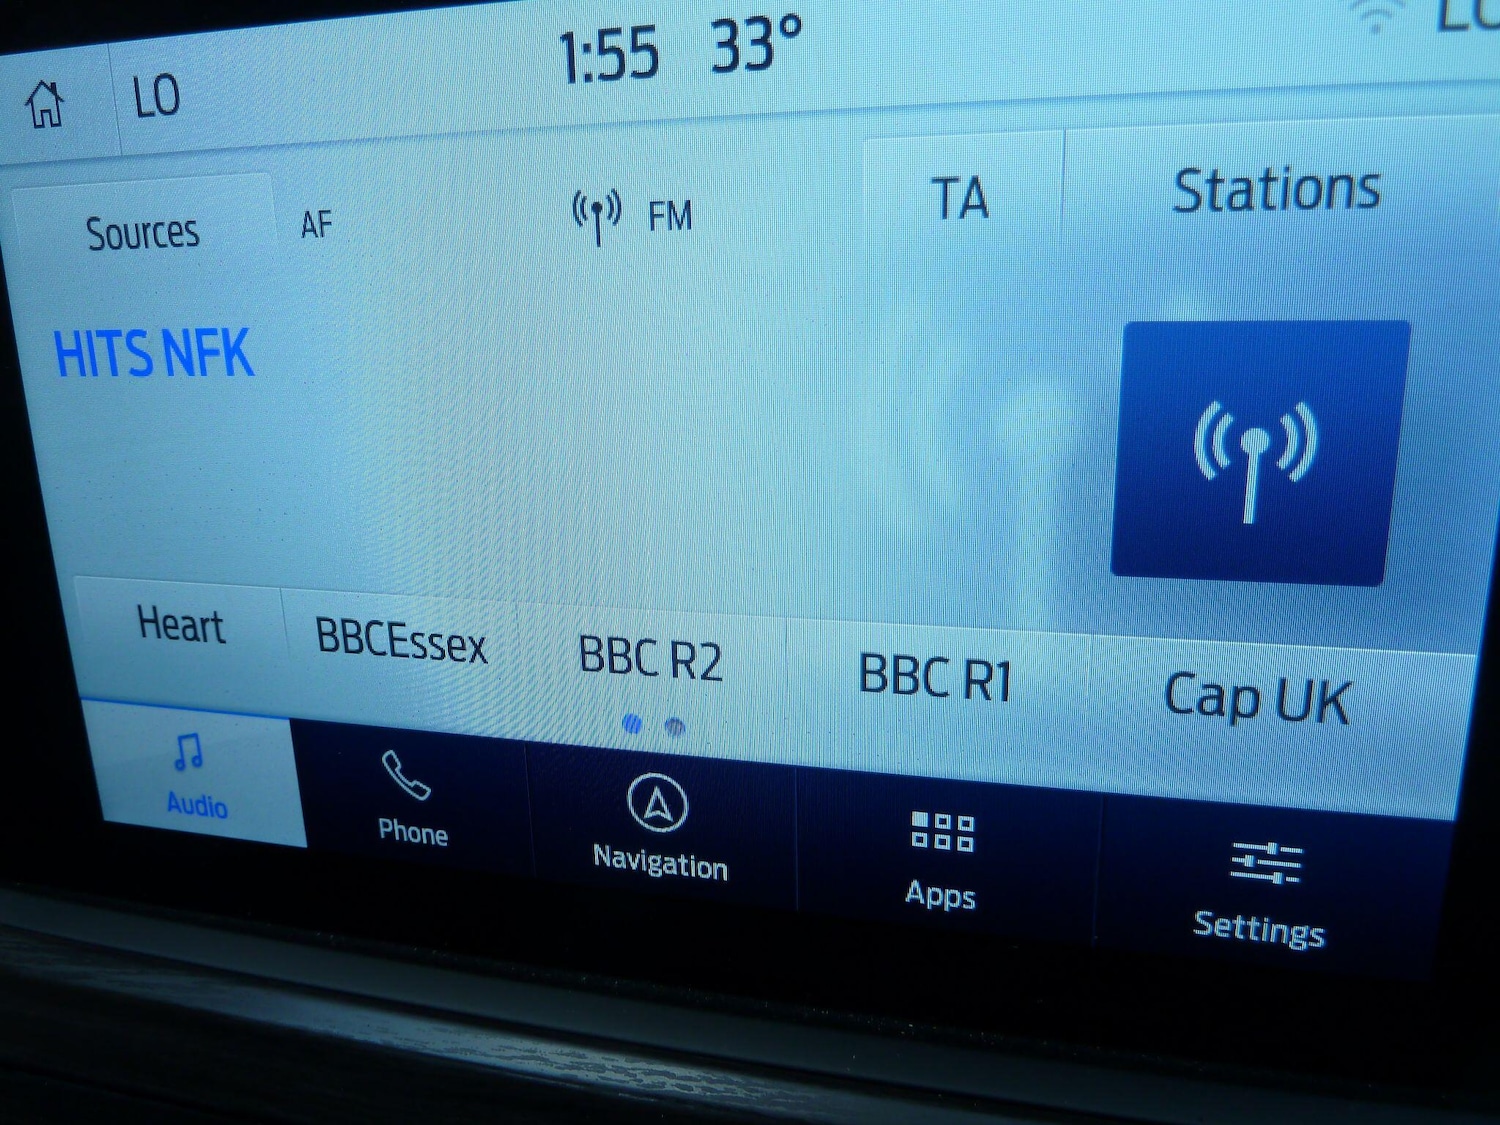 LO 1:55 33° LO
Sources AF FM TA Stations
HITS NFK
Heart BBCEssex BBC R2 BBC R1 Cap UK
Audio Phone Navigation Apps Settings